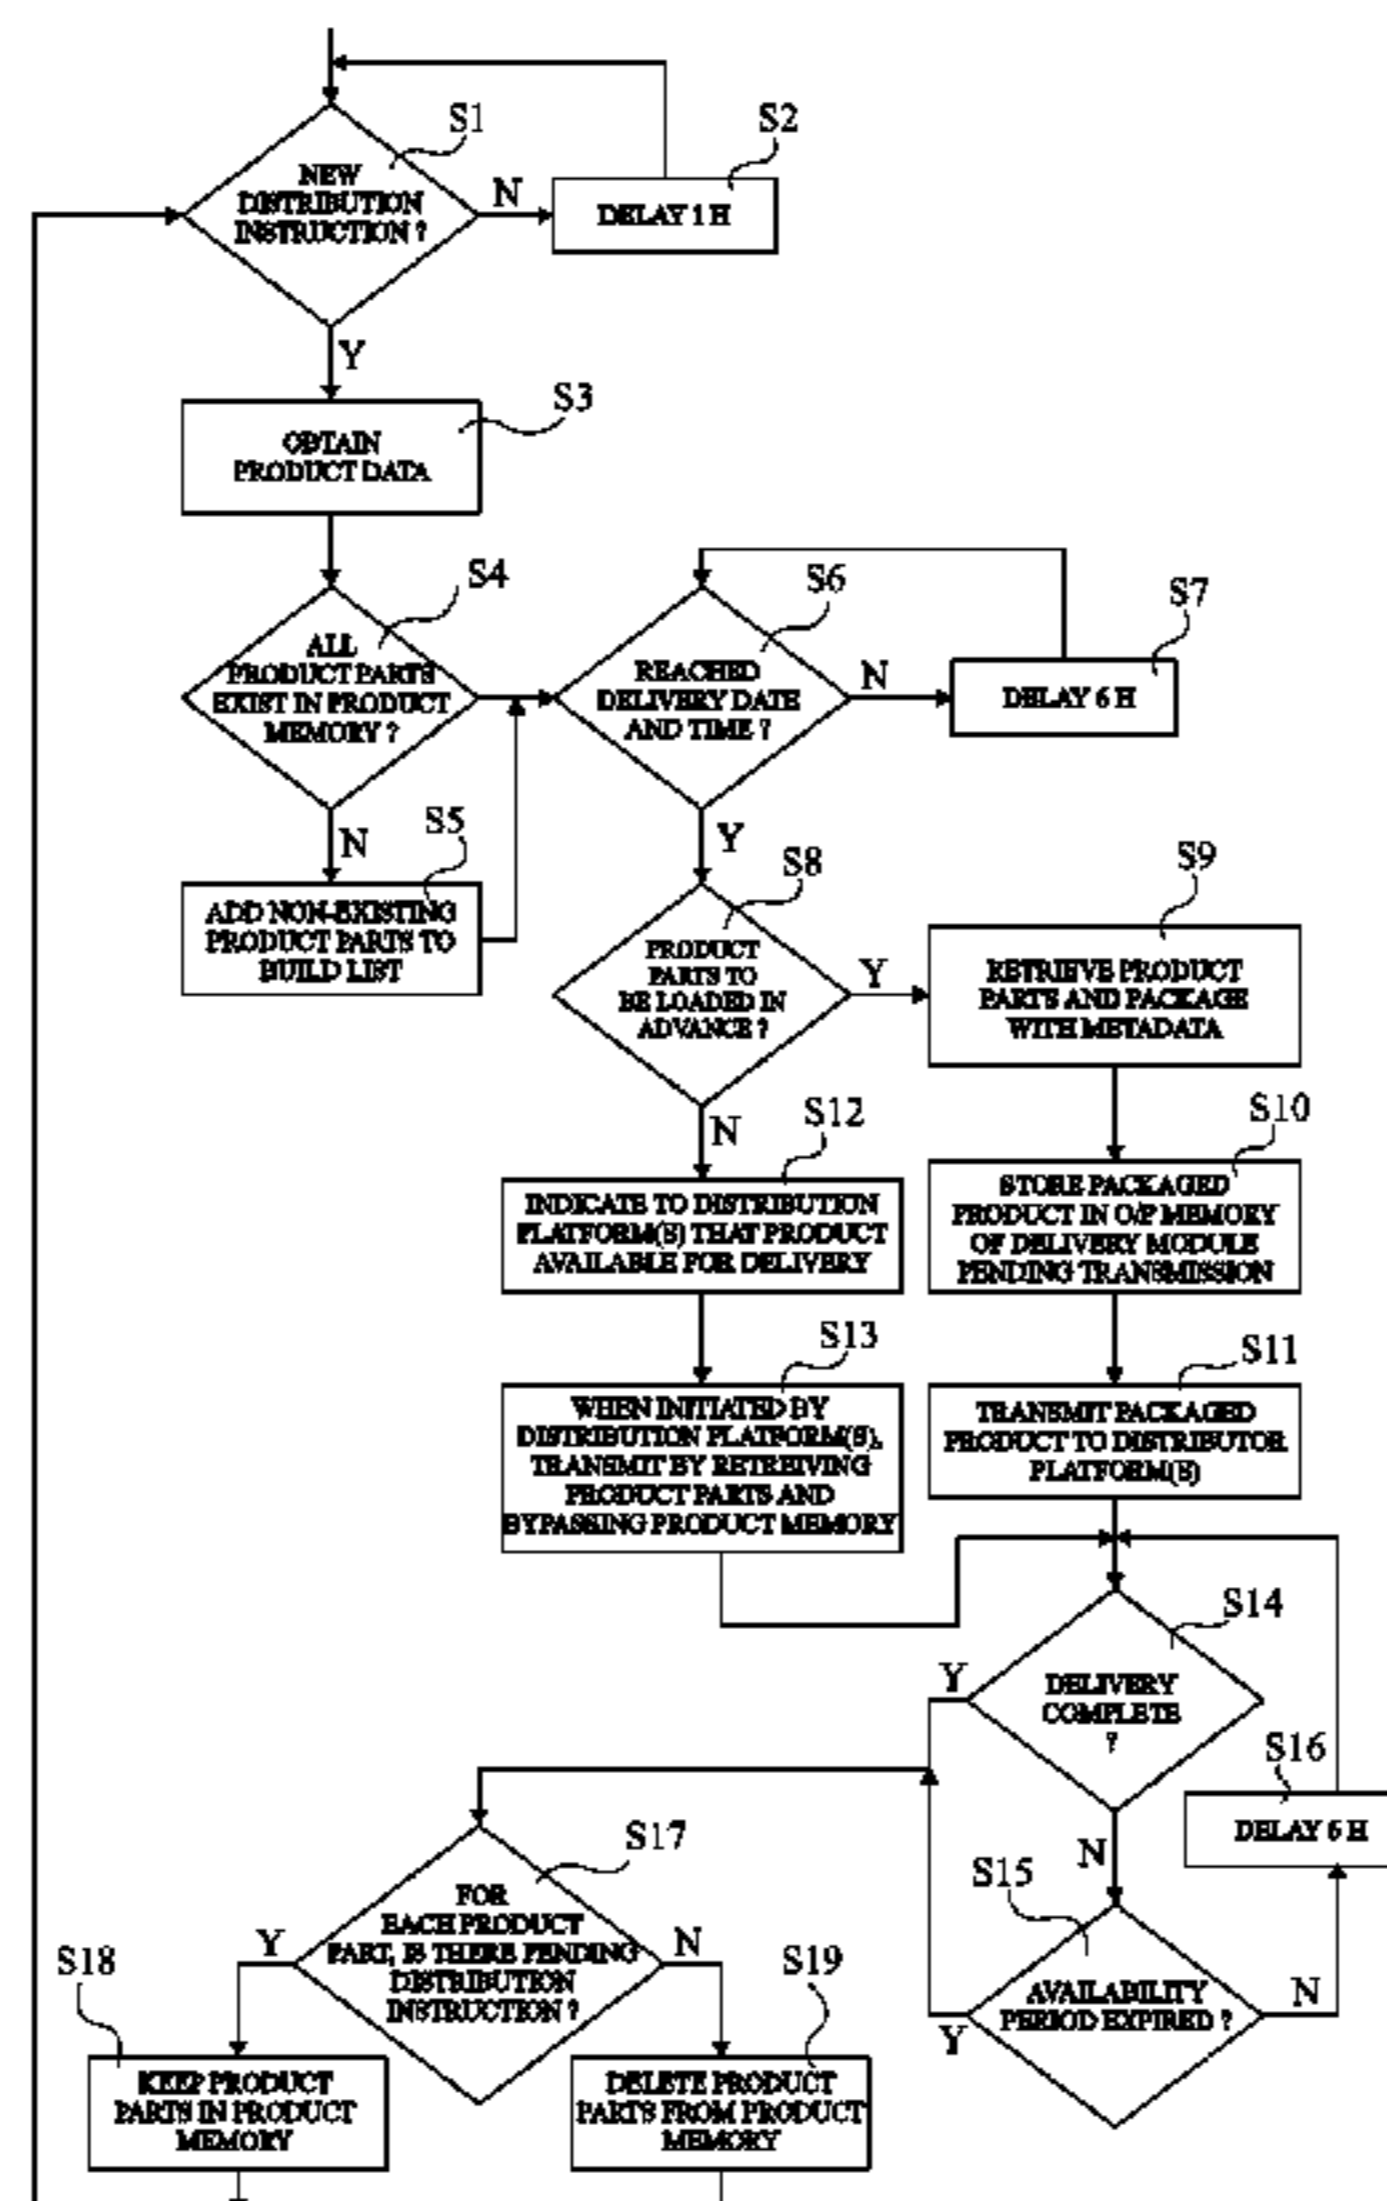 S1
NEW
DISTRIBUTION
INSTRUCTION ?
N
S2
DELAY 1 H
Y
S3
OBTAIN
PRODUCT DATA
S4
ALL
PRODUCT PARTS
EXIST IN PRODUCT
MEMORY ?
N
S5
ADD NON-EXISTING
PRODUCT PARTS TO
BUILD LIST
S6
REACHED
DELIVERY DATE
AND TIME ?
N
S7
DELAY 6 H
Y
S8
PRODUCT
PARTS TO
BE LOADED IN
ADVANCE ?
Y
S9
RETRIEVE PRODUCT
PARTS AND PACKAGE
WITH METADATA
N
S12
INDICATE TO DISTRIBUTION
PLATFORM(S) THAT PRODUCT
AVAILABLE FOR DELIVERY
S10
STORE PACKAGED
PRODUCT IN O/P MEMORY
OF DELIVERY MODULE
PENDING TRANSMISSION
S13
WHEN INITIATED BY
DISTRIBUTION PLATFORM(S),
TRANSMIT BY RETREIVING
PRODUCT PARTS AND
BYPASSING PRODUCT MEMORY
S11
TRANSMIT PACKAGED
PRODUCT TO DISTRIBUTOR
PLATFORM(S)
S14
DELIVERY
COMPLETE
?
Y
N
S16
DELAY 6 H
S15
AVAILABILITY
PERIOD EXPIRED ?
Y
N
S17
FOR
EACH PRODUCT
PART, IS THERE PENDING
DISTRIBUTION
INSTRUCTION ?
Y
N
S18
KEEP PRODUCT
PARTS IN PRODUCT
MEMORY
S19
DELETE PRODUCT
PARTS FROM PRODUCT
MEMORY